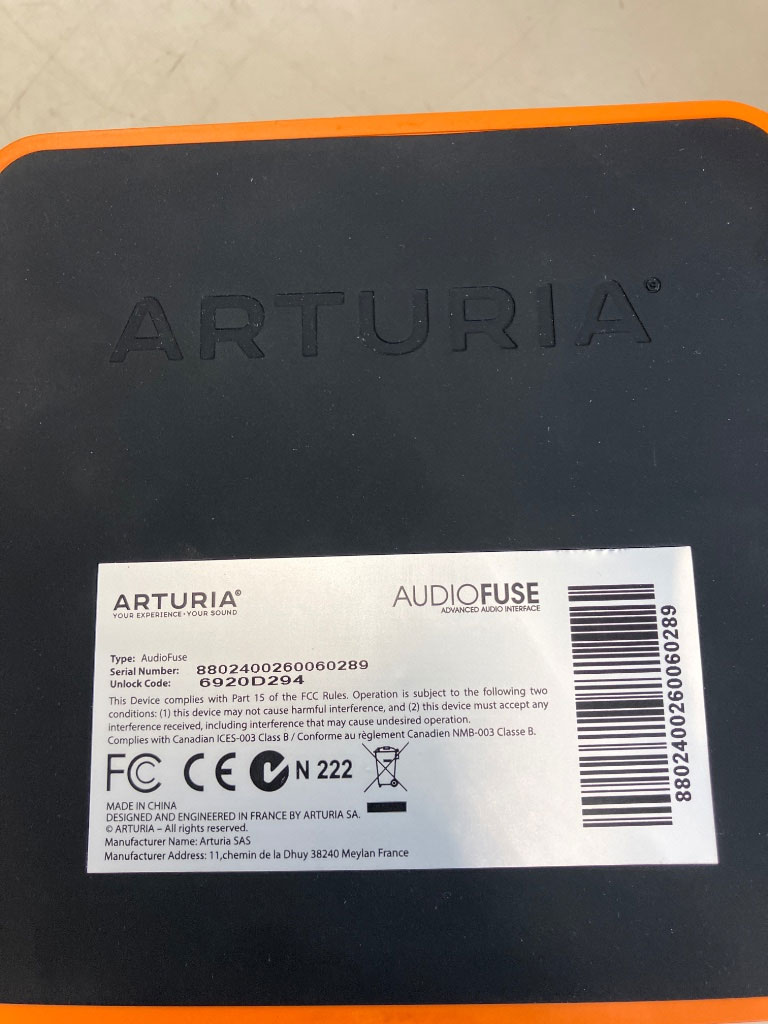 ARTURIA®
ARTURIA®
YOUR EXPERIENCE • YOUR SOUND
AUDIOFUSE
ADVANCED AUDIO INTERFACE
Type: AudioFuse
Serial Number: 8802400260060289
Unlock Code: 6920D294
This Device complies with Part 15 of the FCC Rules. Operation is subject to the following two
conditions: (1) this device may not cause harmful interference, and (2) this device must accept any
interference received, including interference that may cause undesired operation.
Complies with Canadian ICES-003 Class B / Conforme au règlement Canadien NMB-003 Classe B.
FC CE N 222
MADE IN CHINA
DESIGNED AND ENGINEERED IN FRANCE BY ARTURIA SA.
© ARTURIA – All rights reserved.
Manufacturer Name: Arturia SAS
Manufacturer Address: 11,chemin de la Dhuy 38240 Meylan France
8802400260060289